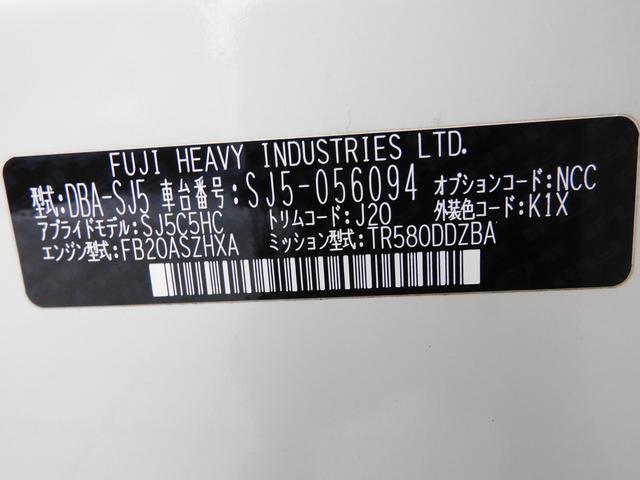 FUJI HEAVY INDUSTRIES LTD.
型式:DBA-SJ5 車台番号:SJ5-056094 オプションコード:NCC
アプライドモデル:SJ5C5HC トリムコード:J20 外装色コード:K1X
エンジン型式:FB20ASZHXA ミッション型式:TR580DDZBA